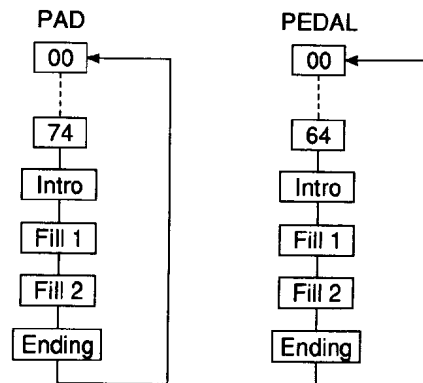 PAD
00
74
Intro
Fill 1
Fill 2
Ending
PEDAL
00
64
Intro
Fill 1
Fill 2
Ending